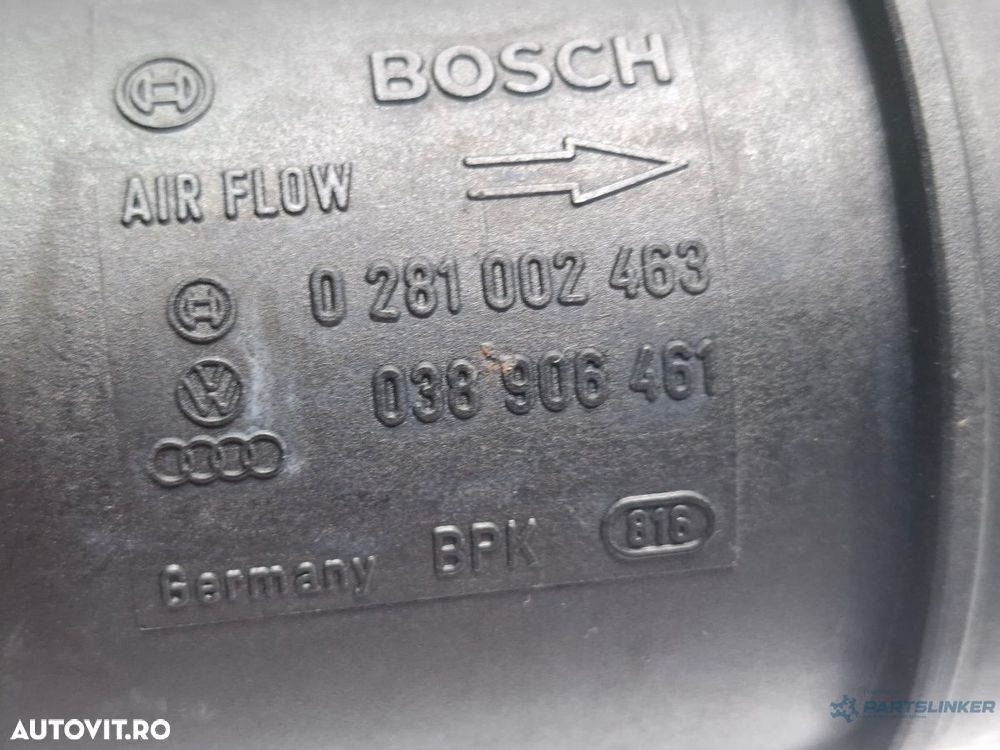 BOSCH
AIR FLOW
0 281 002 463
038 906 461
Germany BPK 816
AUTOVIT.RO
PARTSLINKER